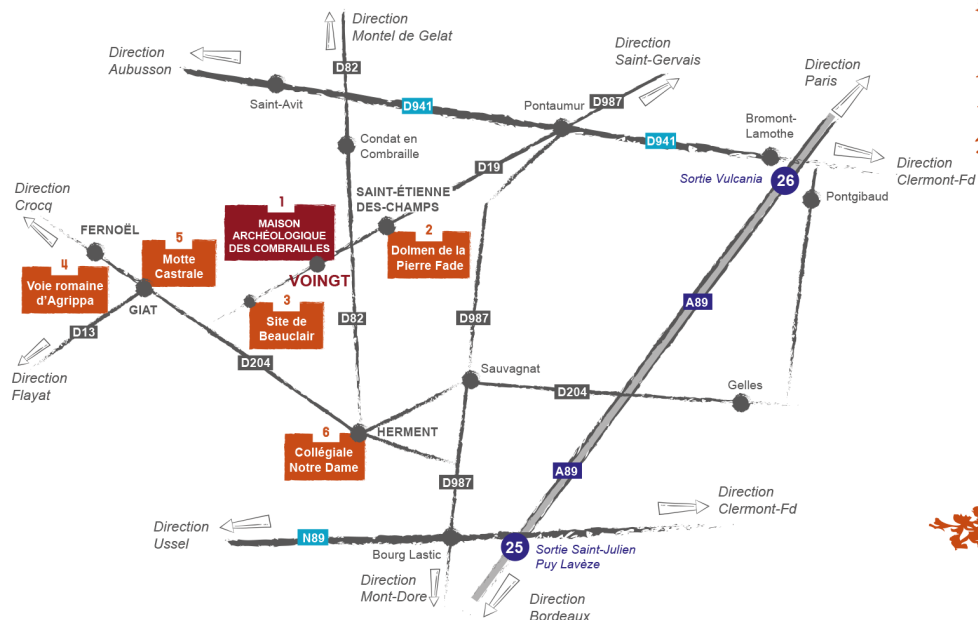 Direction
Montel de Gelat
Direction
Aubusson
Direction
Saint-Gervais
Direction
Paris
D82
D987
Saint-Avit
D941
Pontaumur
Bromont-
Lamothe
Condat en
Combraille
D941
D19
Direction
Clermont-Fd
Sortie Vulcania
26
Pontgibaud
Direction
Crocq
SAINT-ÉTIENNE
DES-CHAMPS
1
MAISON
ARCHÉOLOGIQUE
DES COMBRAILLES
2
Dolmen de la
Pierre Fade
FERNOËL
5
Motte
Castrale
4
Voie romaine
d'Agrippa
VOINGT
3
Site de
Beauclair
GIAT
A89
D13
D82
D987
Direction
Flayat
D204
Sauvagnat
D204
Gelles
6
Collégiale
Notre Dame
HERMENT
A89
D987
Direction
Clermont-Fd
Direction
Ussel
N89
Bourg Lastic
25
Sortie Saint-Julien
Puy Lavèze
Direction
Mont-Dore
Direction
Bordeaux